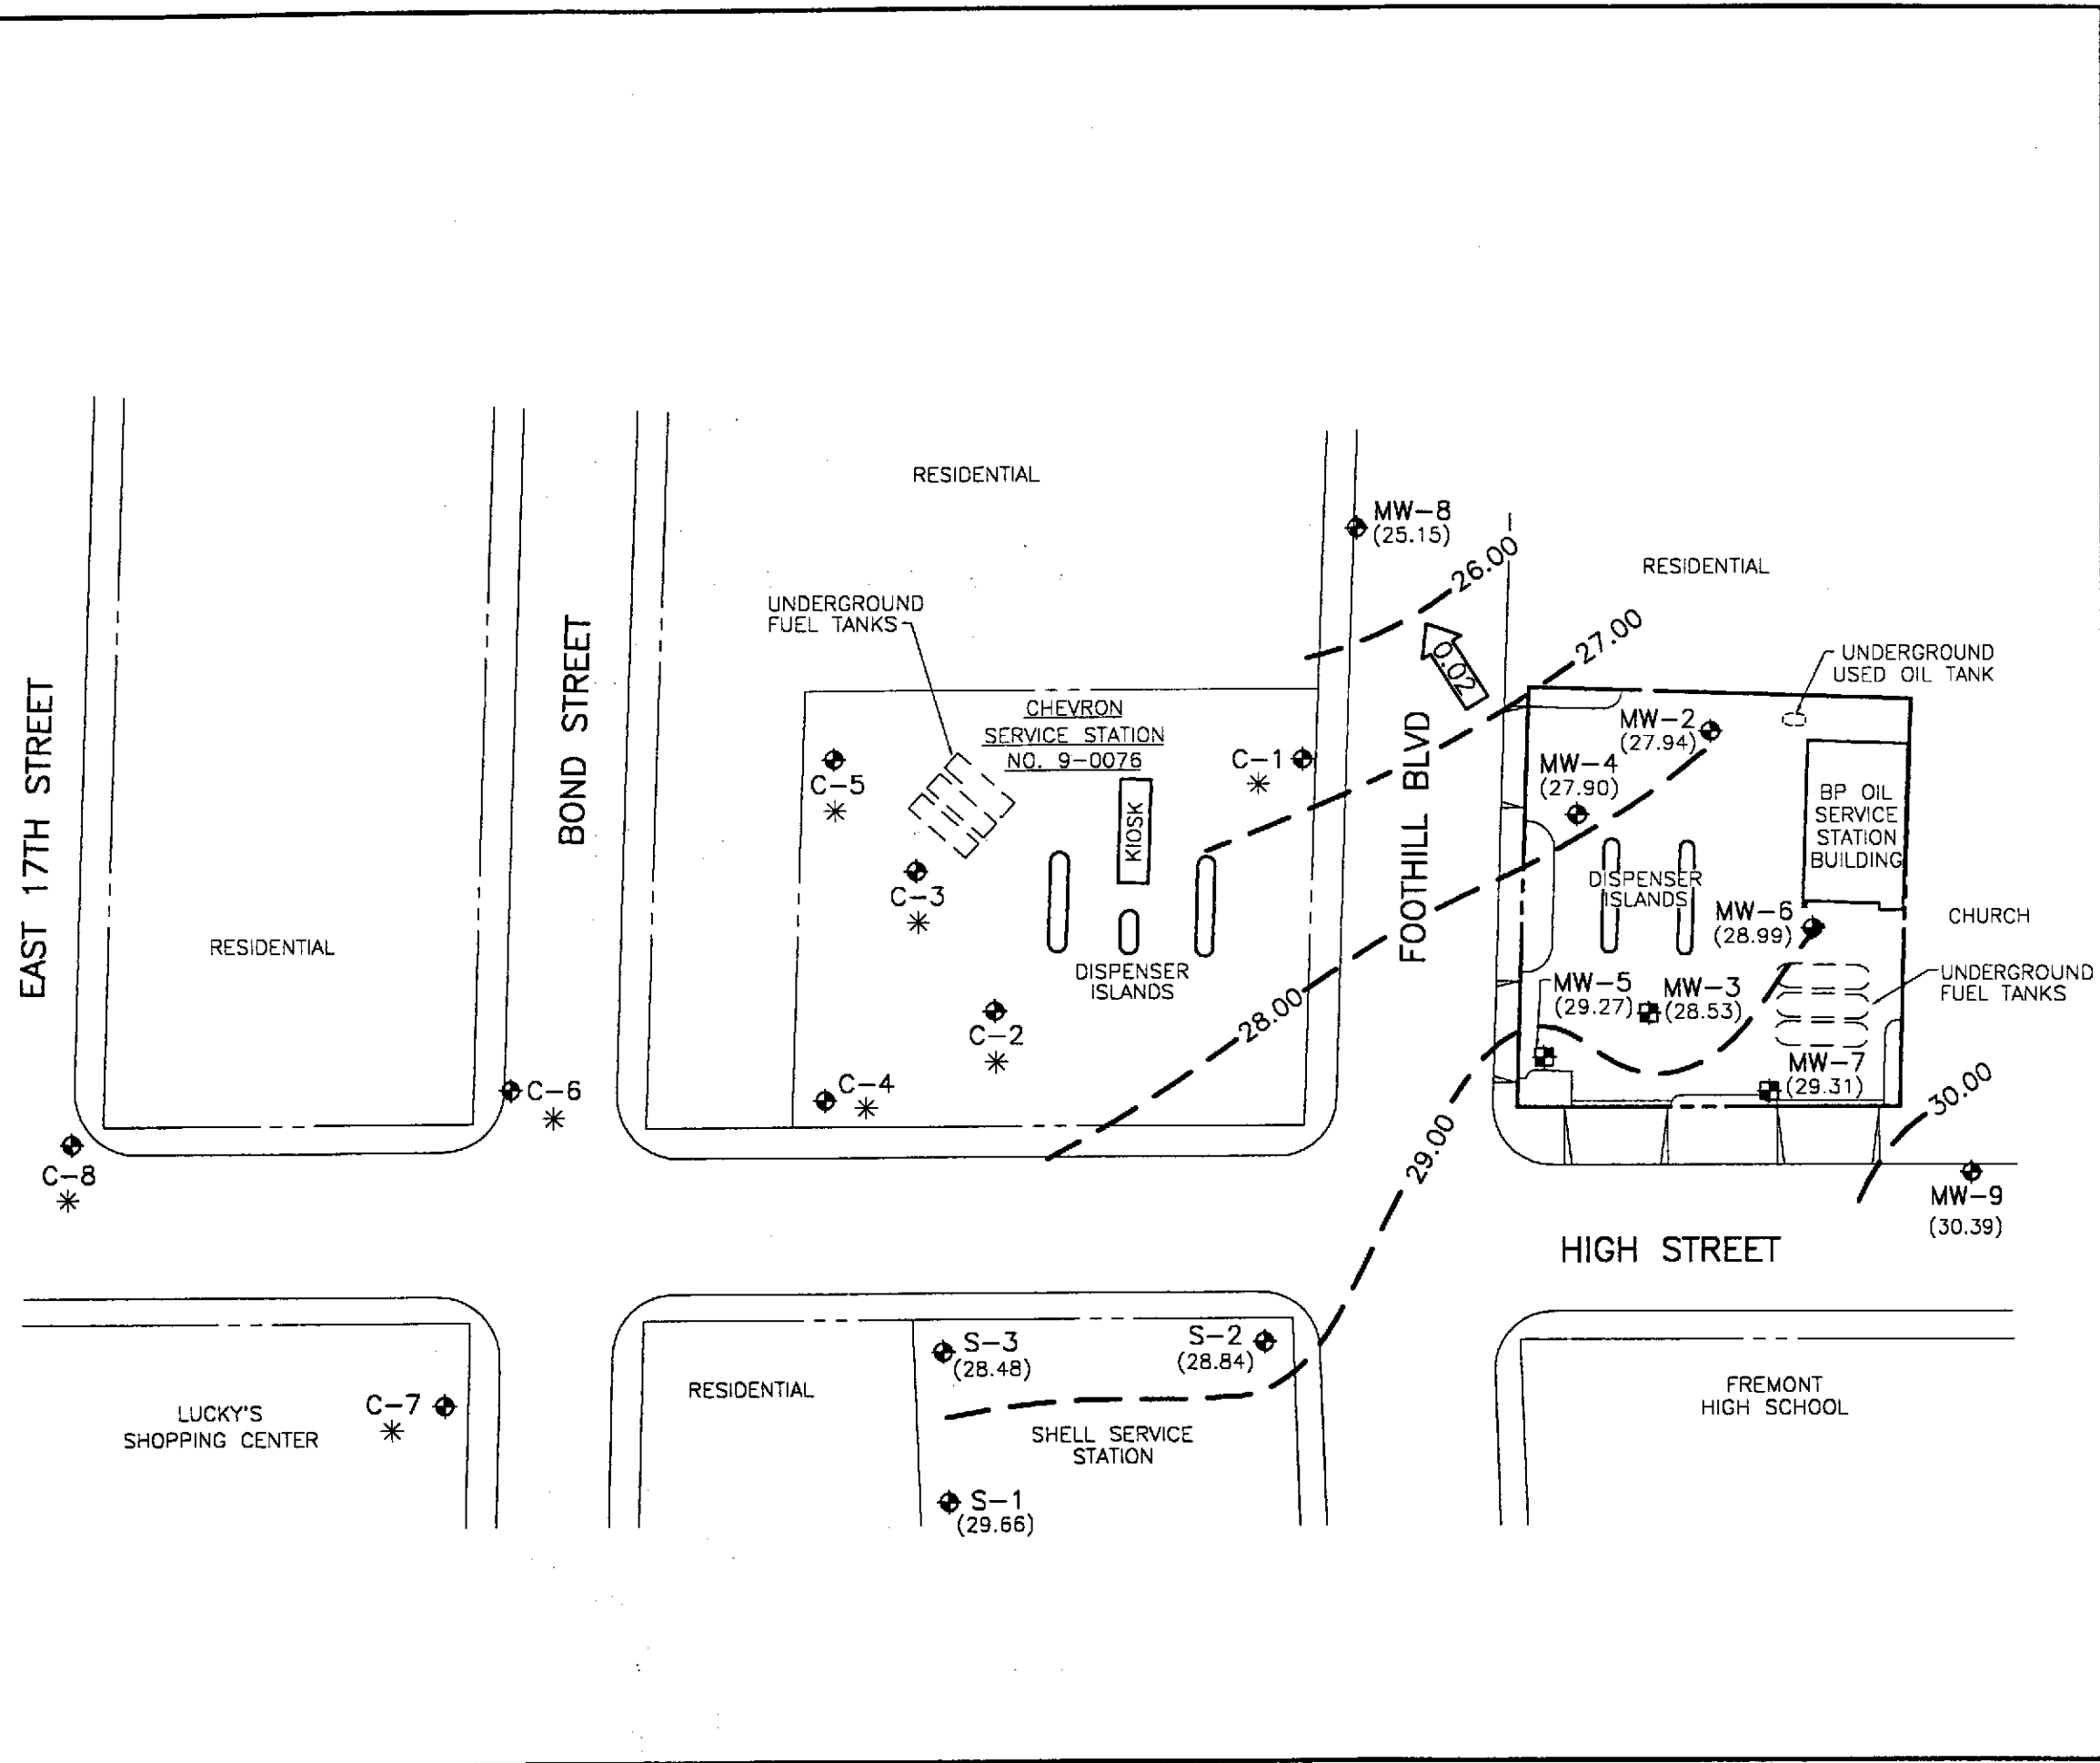 RESIDENTIAL
MW-8
(25.15)
26.00
RESIDENTIAL
UNDERGROUND
FUEL TANKS
27.00
0.02
UNDERGROUND
USED OIL TANK
EAST 17TH STREET
BOND STREET
CHEVRON
SERVICE STATION
NO. 9-0076
FOOTHILL BLVD
MW-2
(27.94)
C-5
*
C-1
*
KIOSK
MW-4
(27.90)
BP OIL
SERVICE
STATION
BUILDING
C-3
*
DISPENSER
ISLANDS
MW-6
(28.99)
CHURCH
RESIDENTIAL
DISPENSER
ISLANDS
UNDERGROUND
FUEL TANKS
MW-5
(29.27)
MW-3
(28.53)
28.00
C-2
*
C-4
*
C-6
*
MW-7
(29.31)
30.00
29.00
C-8
*
MW-9
(30.39)
HIGH STREET
S-3
(28.48)
S-2
(28.84)
RESIDENTIAL
C-7
*
LUCKY'S
SHOPPING CENTER
SHELL SERVICE
STATION
FREMONT
HIGH SCHOOL
S-1
(29.66)